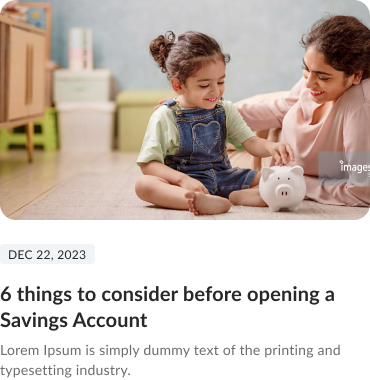 images
DEC 22, 2023
6 things to consider before opening a
Savings Account
Lorem Ipsum is simply dummy text of the printing and
typesetting industry.